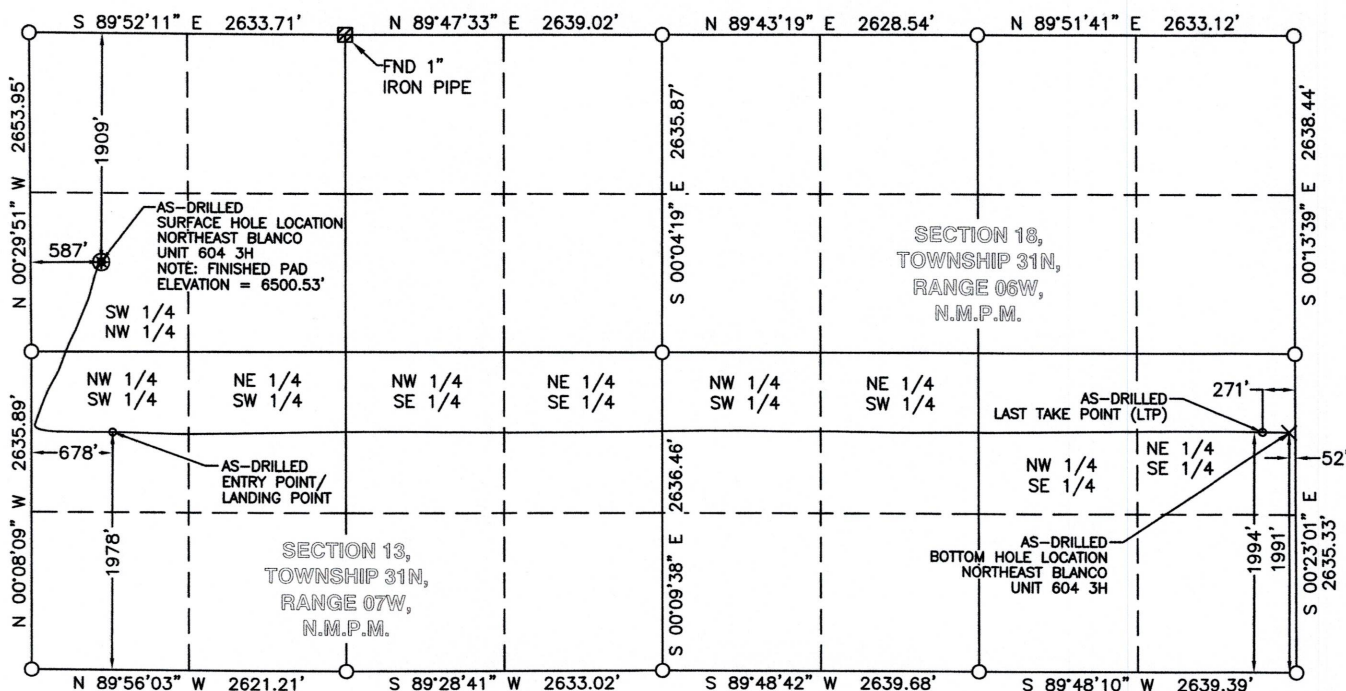 S 89°52'11" E 2633.71'
N 89°47'33" E 2639.02'
N 89°43'19" E 2628.54'
N 89°51'41" E 2633.12'
FND 1"
IRON PIPE
N 00°29'51" W 2653.95'
1909'
587'
AS-DRILLED
SURFACE HOLE LOCATION
NORTHEAST BLANCO
UNIT 604 3H
NOTE: FINISHED PAD
ELEVATION = 6500.53'
SW 1/4
NW 1/4
S 00°04'19" E 2635.87'
SECTION 18,
TOWNSHIP 31N,
RANGE 06W,
N.M.P.M.
S 00°13'39" E 2638.44'
NW 1/4
SW 1/4
NE 1/4
SW 1/4
NW 1/4
SE 1/4
NE 1/4
SE 1/4
NW 1/4
SW 1/4
NE 1/4
SW 1/4
AS-DRILLED
LAST TAKE POINT (LTP)
271'
N 00°08'09" W 2635.89'
678'
AS-DRILLED
ENTRY POINT/
LANDING POINT
1978'
SECTION 13,
TOWNSHIP 31N,
RANGE 07W,
N.M.P.M.
S 00°09'38" E 2636.46'
NW 1/4
SE 1/4
NE 1/4
SE 1/4
52'
AS-DRILLED
BOTTOM HOLE LOCATION
NORTHEAST BLANCO
UNIT 604 3H
1994'
1991'
S 00°23'01" E
2635.33'
N 89°56'03" W 2621.21'
S 89°28'41" W 2633.02'
S 89°48'42" W 2639.68'
S 89°48'10" W 2639.39'